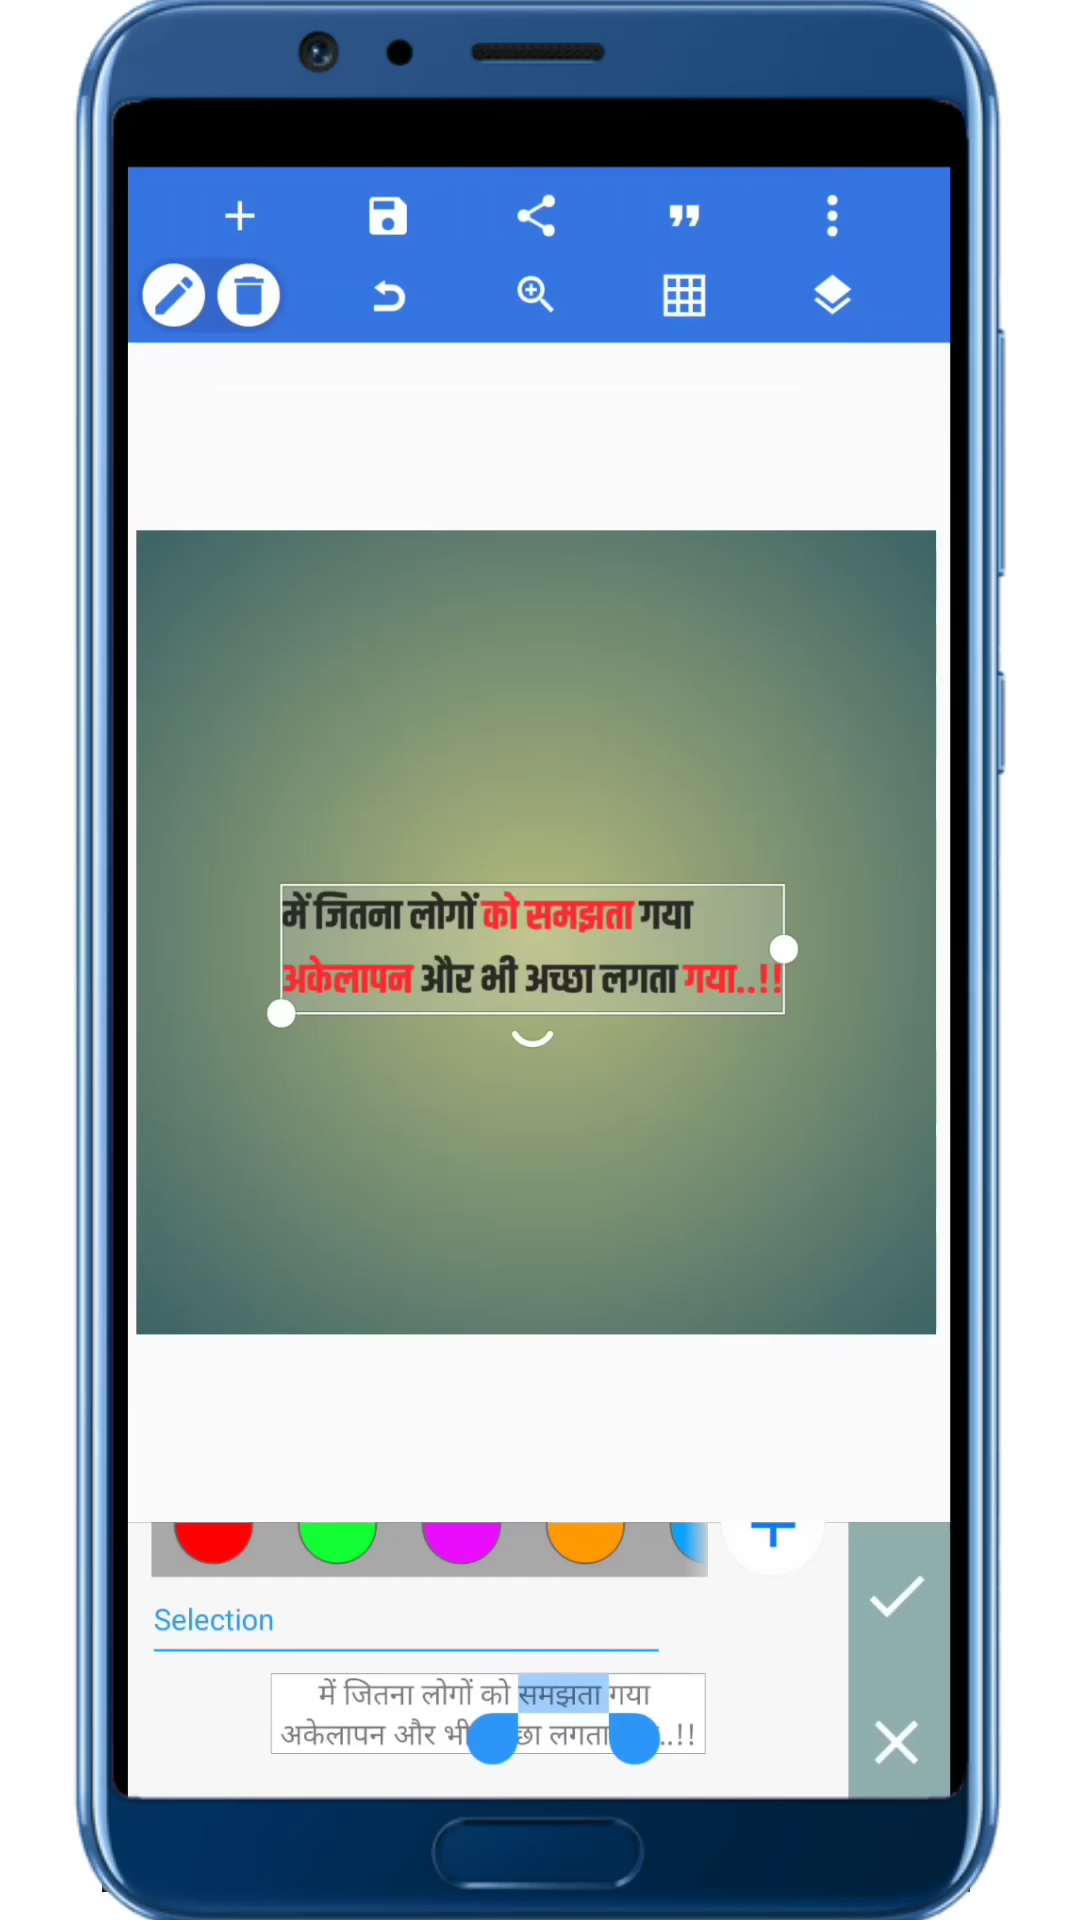 में जितना लोगों को समझता गया
अकेलापन और भी अच्छा लगता गया..!!
Selection
में जितना लोगों को समझता गया
अकेलापन और भी लगता ..!!